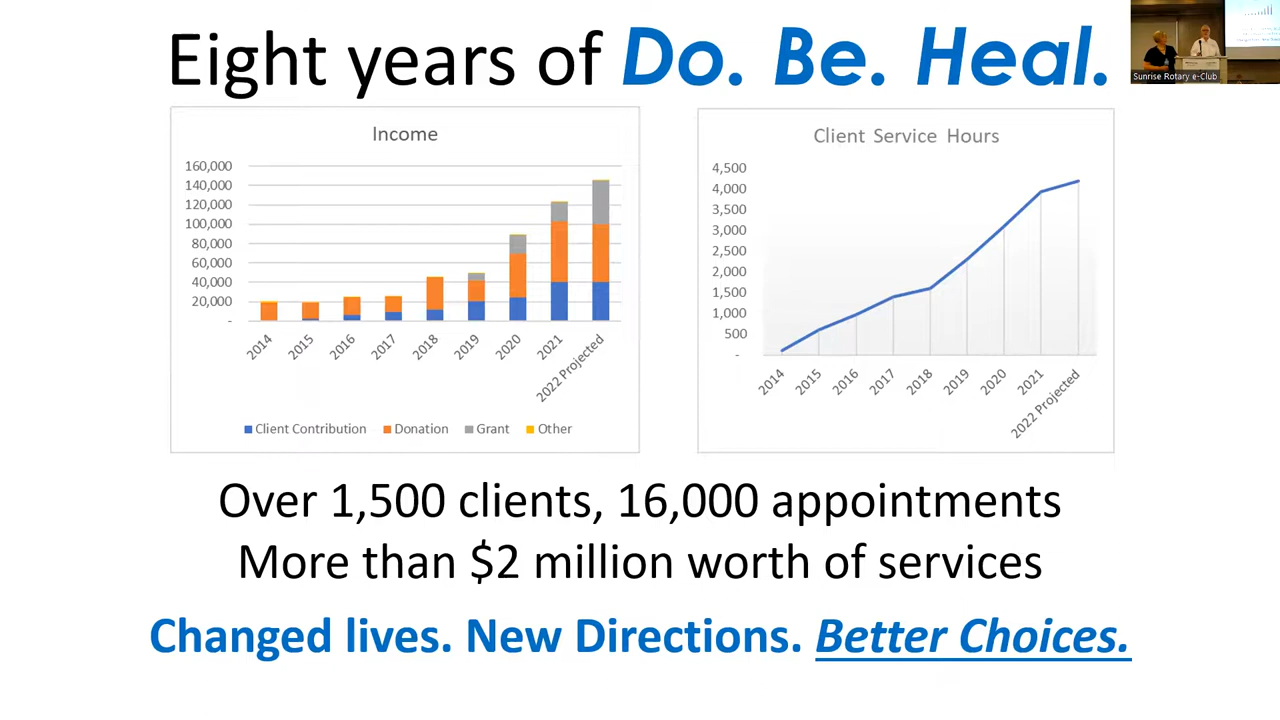 Eight years of Do. Be. Heal.
Sunrise Rotary e-Club
Income
160,000
140,000
120,000
100,000
80,000
60,000
40,000
20,000
-
2014 2015 2016 2017 2018 2019 2020 2021 2022 Projected
Client Contribution Donation Grant Other
Client Service Hours
4,500
4,000
3,500
3,000
2,500
2,000
1,500
1,000
500
-
2014 2015 2016 2017 2018 2019 2020 2021 2022 Projected
Over 1,500 clients, 16,000 appointments
More than $2 million worth of services
Changed lives. New Directions. Better Choices.